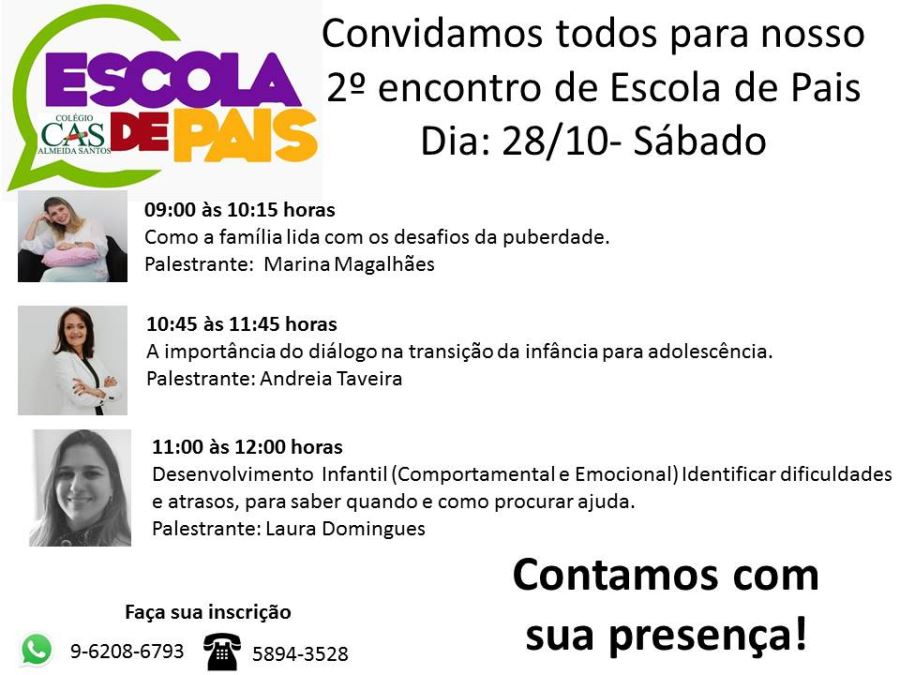 ESCOLA
COLÉGIO
CAS
ALMEIDA SANTOS
DE PAIS
Convidamos todos para nosso
2º encontro de Escola de Pais
Dia: 28/10- Sábado
09:00 às 10:15 horas
Como a família lida com os desafios da puberdade.
Palestrante:  Marina Magalhães
10:45 às 11:45 horas
A importância do diálogo na transição da infância para adolescência.
Palestrante: Andreia Taveira
11:00 às 12:00 horas
Desenvolvimento  Infantil (Comportamental e Emocional) Identificar dificuldades
e atrasos, para saber quando e como procurar ajuda.
Palestrante: Laura Domingues
Contamos com
sua presença!
Faça sua inscrição
9-6208-6793
5894-3528